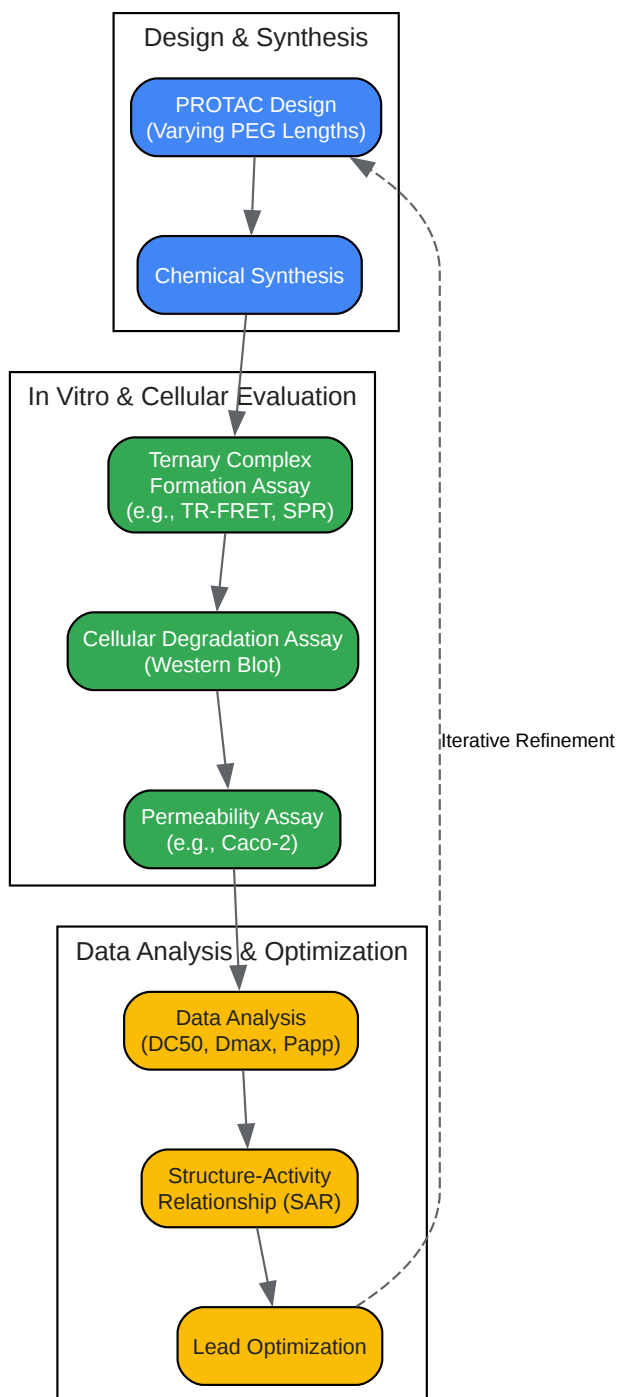 Design & Synthesis
PROTAC Design
(Varying PEG Lengths)
Chemical Synthesis
In Vitro & Cellular Evaluation
Ternary Complex
Formation Assay
(e.g., TR-FRET, SPR)
Cellular Degradation Assay
(Western Blot)
Iterative Refinement
Permeability Assay
(e.g., Caco-2)
Data Analysis & Optimization
Data Analysis
(DC50, Dmax, Papp)
Structure-Activity
Relationship (SAR)
Lead Optimization